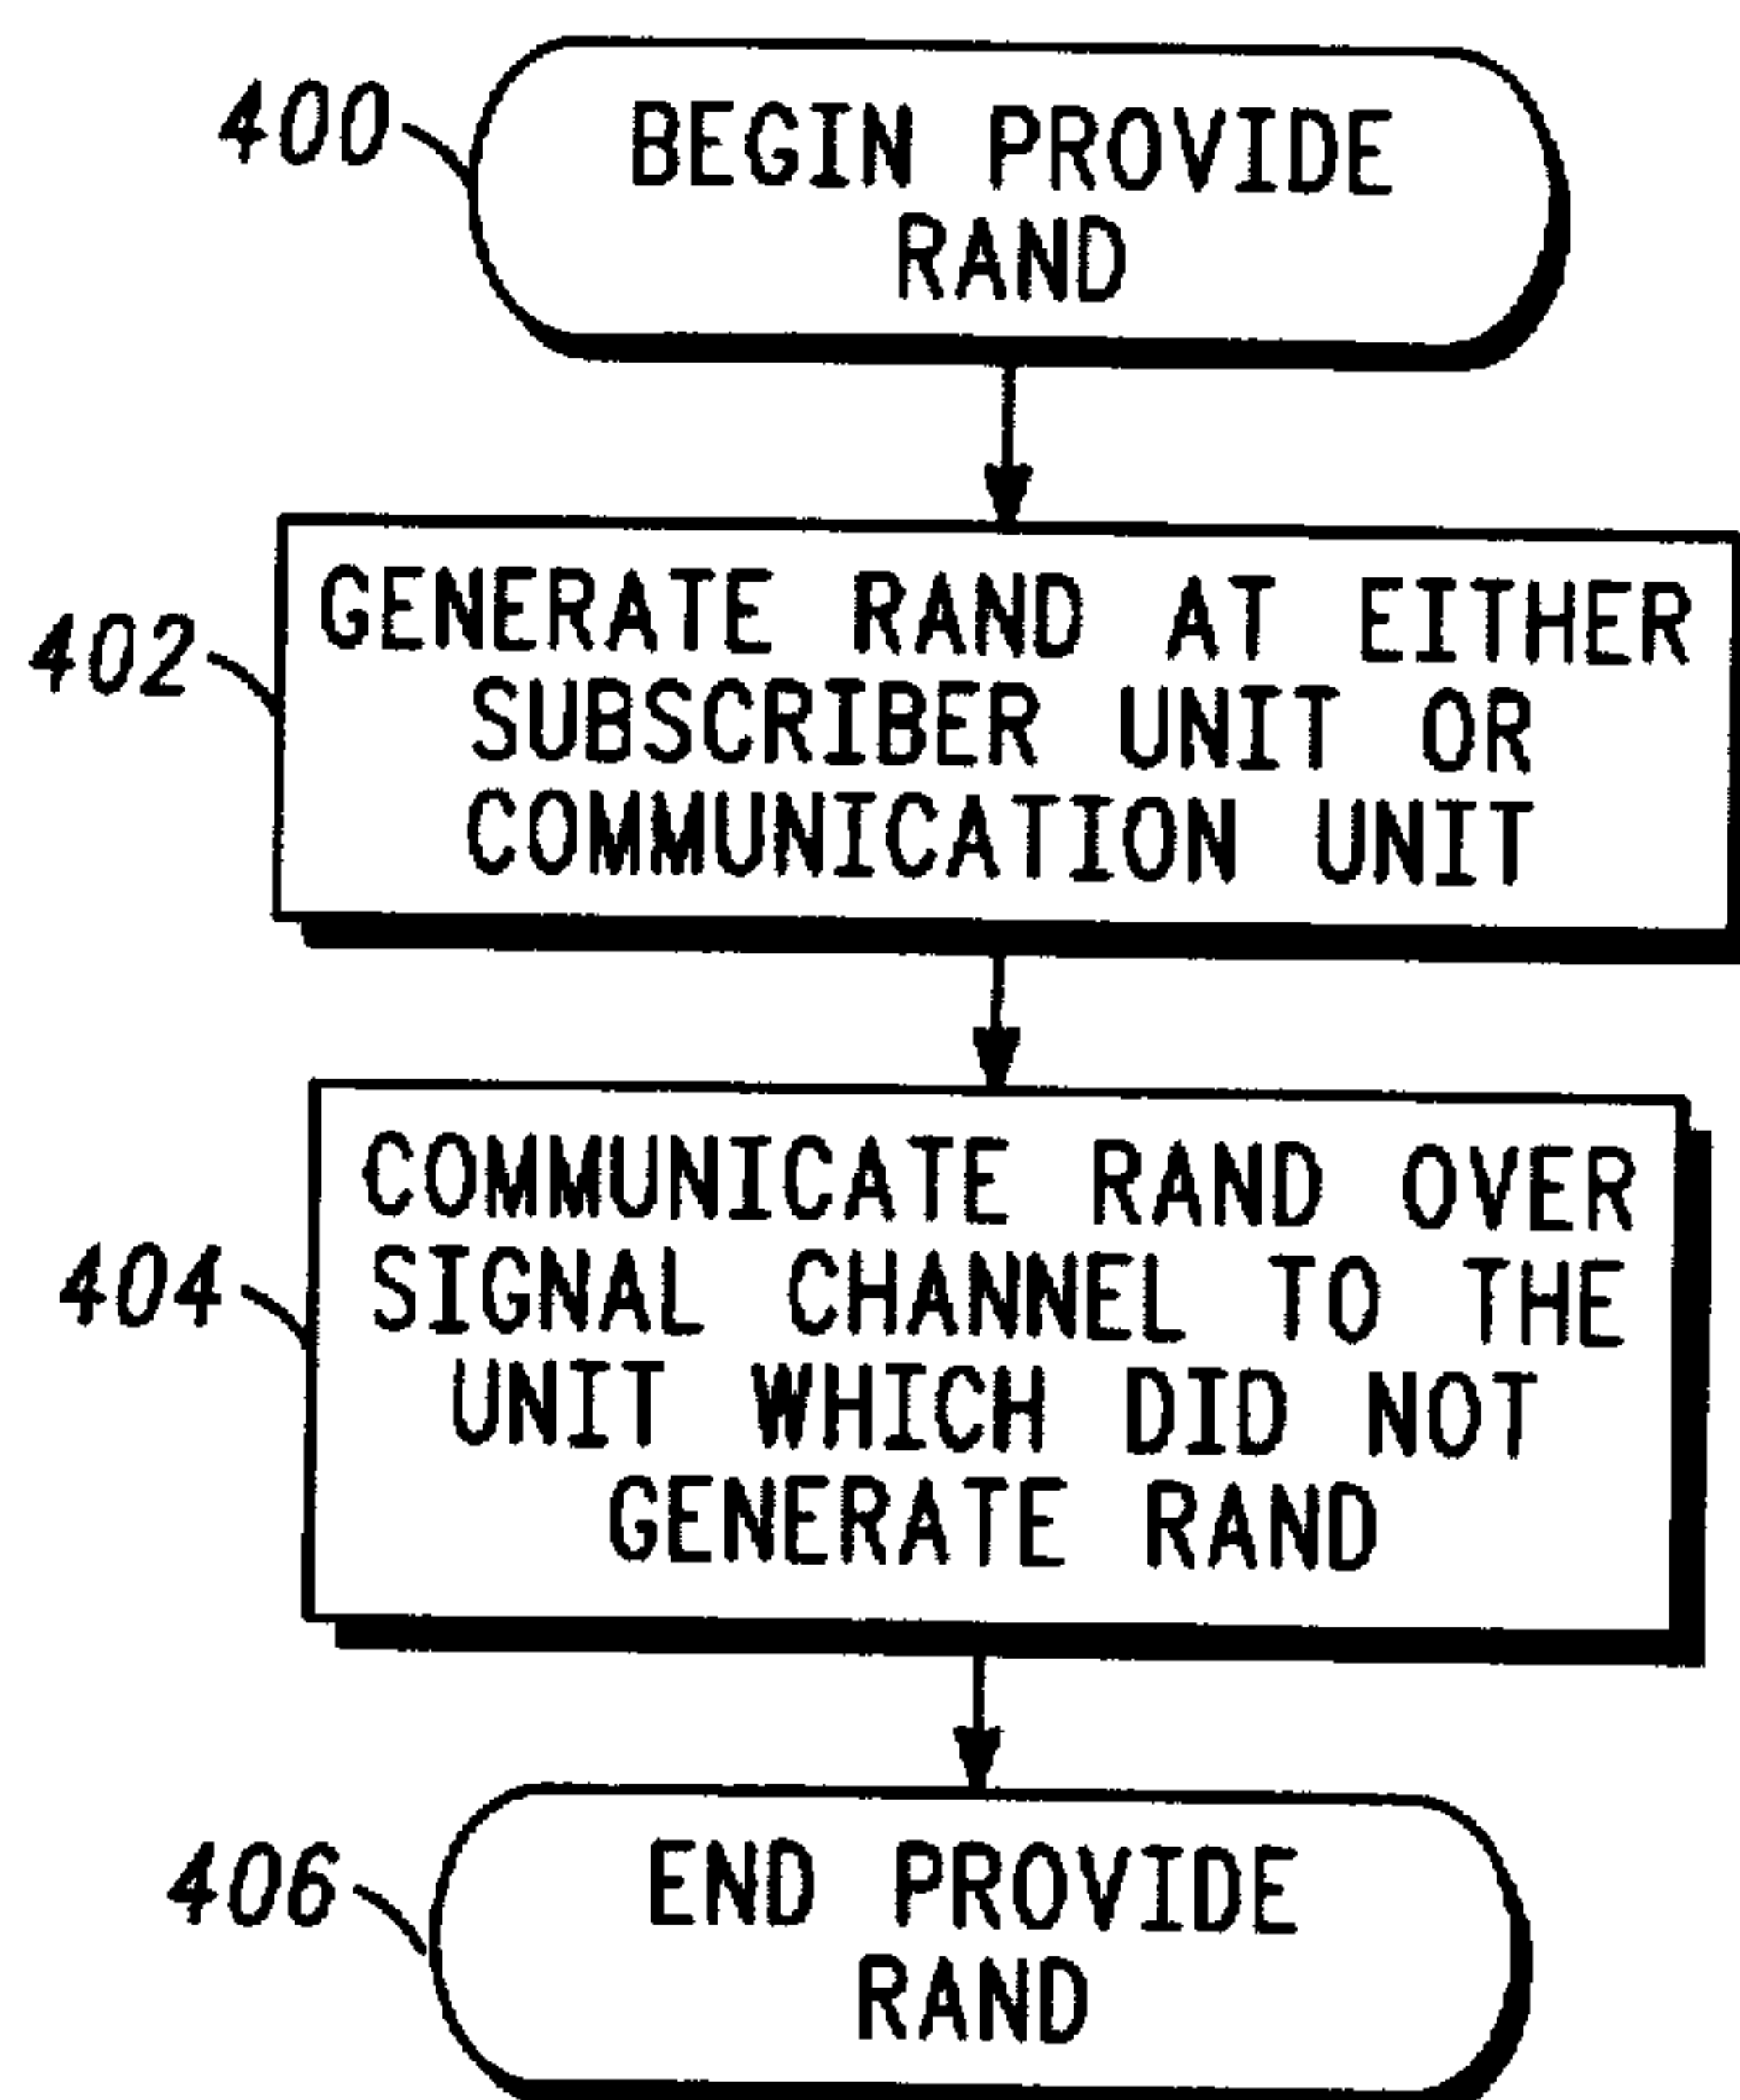 400
BEGIN PROVIDE
RAND
402
GENERATE RAND AT EITHER
SUBSCRIBER UNIT OR
COMMUNICATION UNIT
404
COMMUNICATE RAND OVER
SIGNAL CHANNEL TO THE
UNIT WHICH DID NOT
GENERATE RAND
406
END PROVIDE
RAND